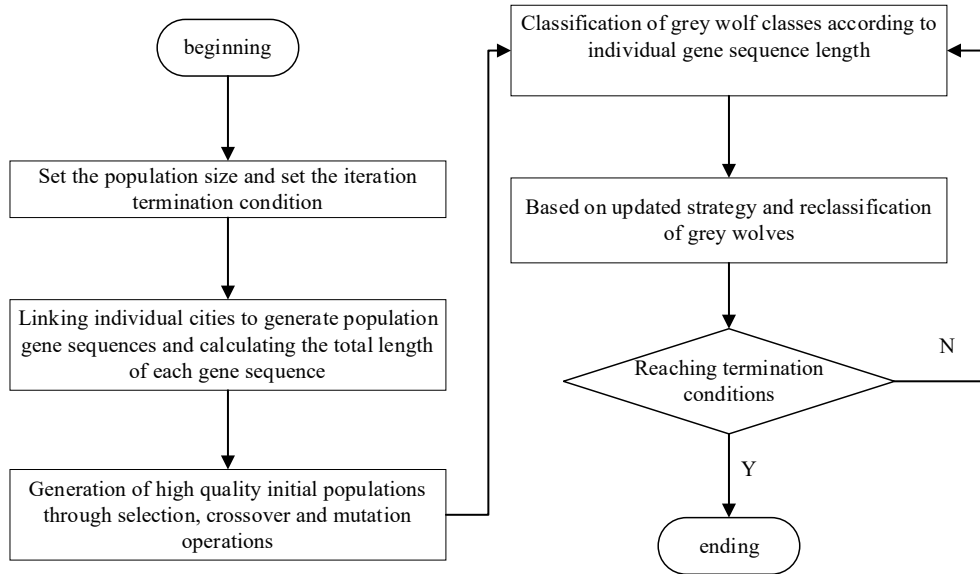 beginning
Set the population size and set the iteration
termination condition
Linking individual cities to generate population
gene sequences and calculating the total length
of each gene sequence
Generation of high quality initial populations
through selection, crossover and mutation
operations
Classification of grey wolf classes according to
individual gene sequence length
Based on updated strategy and reclassification
of grey wolves
Reaching termination
conditions
N
Y
ending